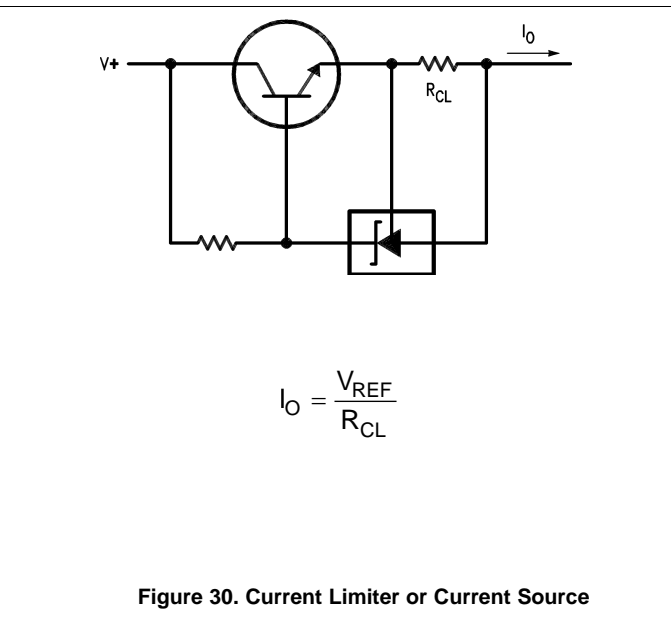 I_O
V+
R_CL
I_O = V_REF / R_CL
Figure 30. Current Limiter or Current Source